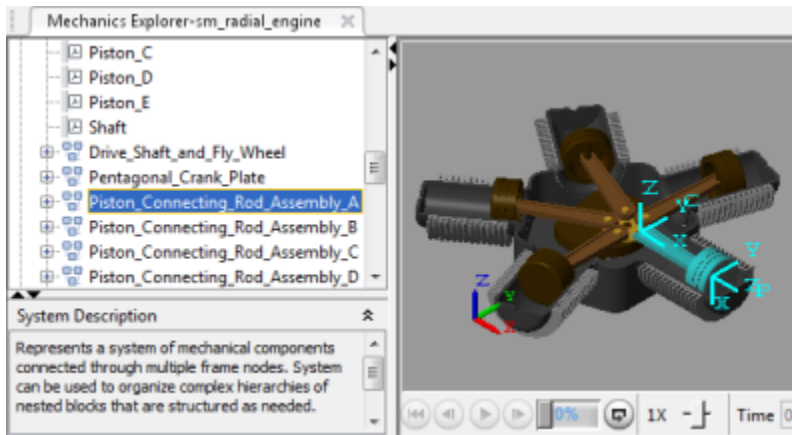 Mechanics Explorer-sm_radial_engine
Piston_C
Piston_D
Piston_E
Shaft
Drive_Shaft_and_Fly_Wheel
Pentagonal_Crank_Plate
Piston_Connecting_Rod_Assembly_A
Piston_Connecting_Rod_Assembly_B
Piston_Connecting_Rod_Assembly_C
Piston_Connecting_Rod_Assembly_D
System Description
Represents a system of mechanical components
connected through multiple frame nodes. System
can be used to organize complex hierarchies of
nested blocks that are structured as needed.
Z
Y
X
Y
Z
X
Z
Y
X
0%
1X
Time 0